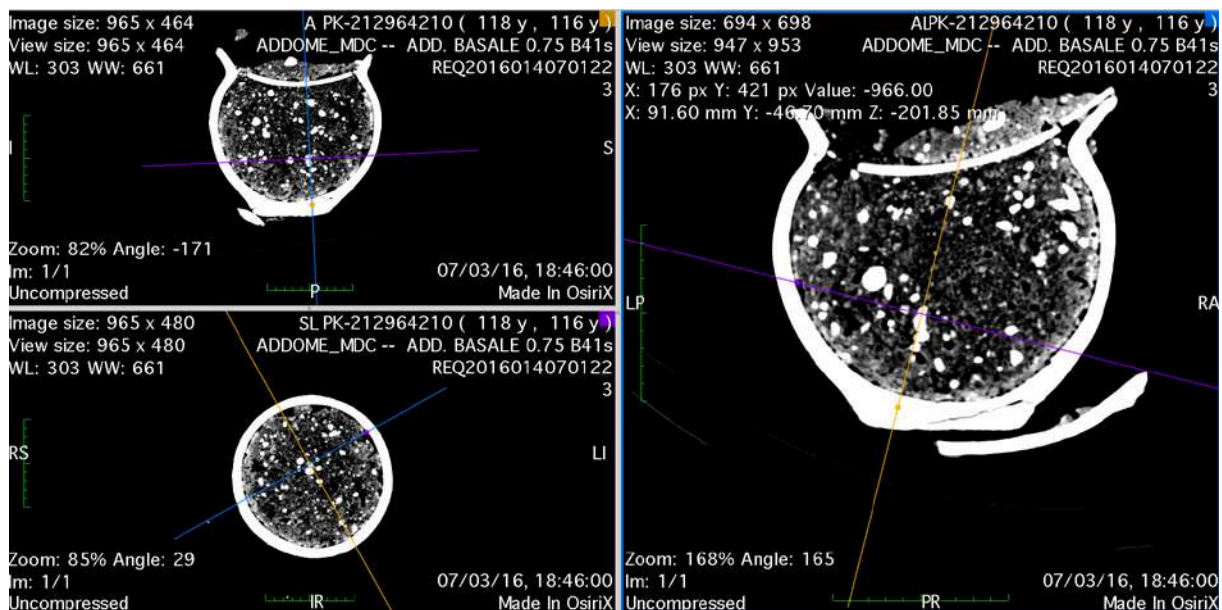 Image size: 965 x 464
View size: 965 x 464
WL: 303 WW: 661
A PK-212964210 ( 118 y , 116 y )
ADDOME_MDC -- ADD. BASALE 0.75 B41s
REQ2016014070122
3
I
S
Zoom: 82% Angle: -171
Im: 1/1
Uncompressed
P
07/03/16, 18:46:00
Made In OsiriX
Image size: 965 x 480
View size: 965 x 480
WL: 303 WW: 661
SL PK-212964210 ( 118 y , 116 y )
ADDOME_MDC -- ADD. BASALE 0.75 B41s
REQ2016014070122
3
RS
LI
Zoom: 85% Angle: 29
Im: 1/1
Uncompressed
IR
07/03/16, 18:46:00
Made In OsiriX
Image size: 694 x 698
View size: 947 x 953
WL: 303 WW: 661
X: 176 px Y: 421 px Value: -966.00
X: 91.60 mm Y: -46.70 mm Z: -201.85 mm
PK-212964210 ( 118 y , 116 y )
ADDOME_MDC -- ADD. BASALE 0.75 B41s
REQ2016014070122
3
LP
RA
Zoom: 168% Angle: 165
Im: 1/1
Uncompressed
PR
07/03/16, 18:46:00
Made In OsiriX